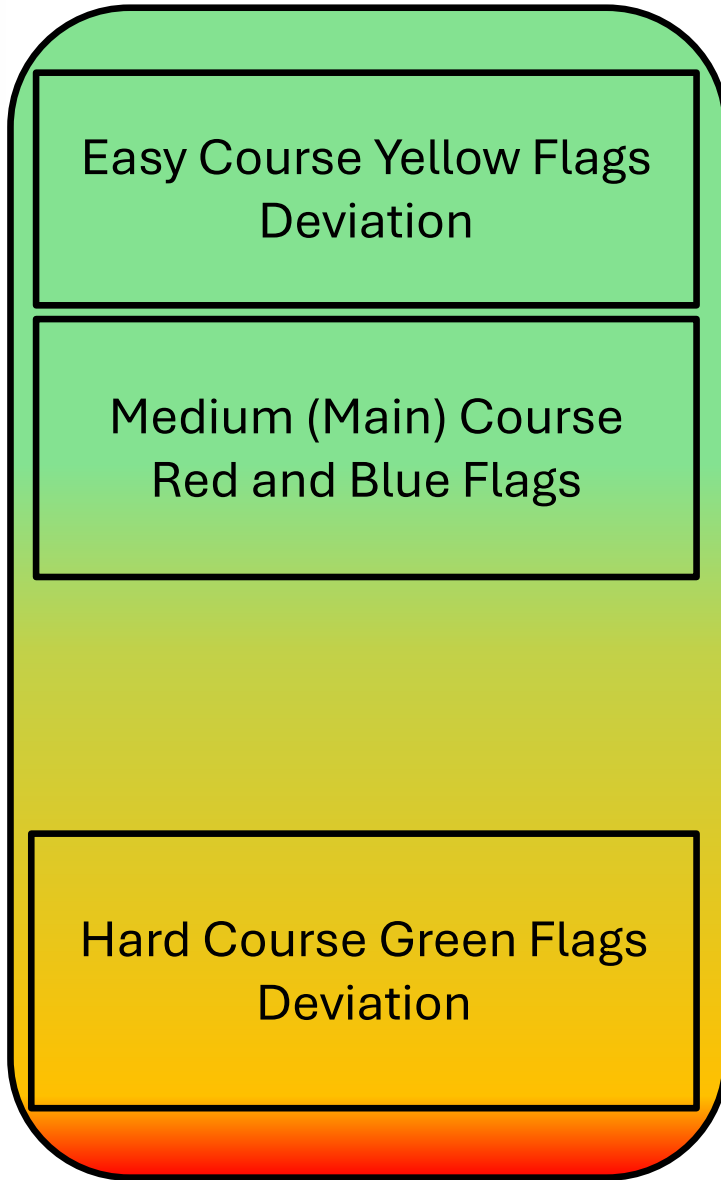 Easy Course Yellow Flags
Deviation
Medium (Main) Course
Red and Blue Flags
Hard Course Green Flags
Deviation